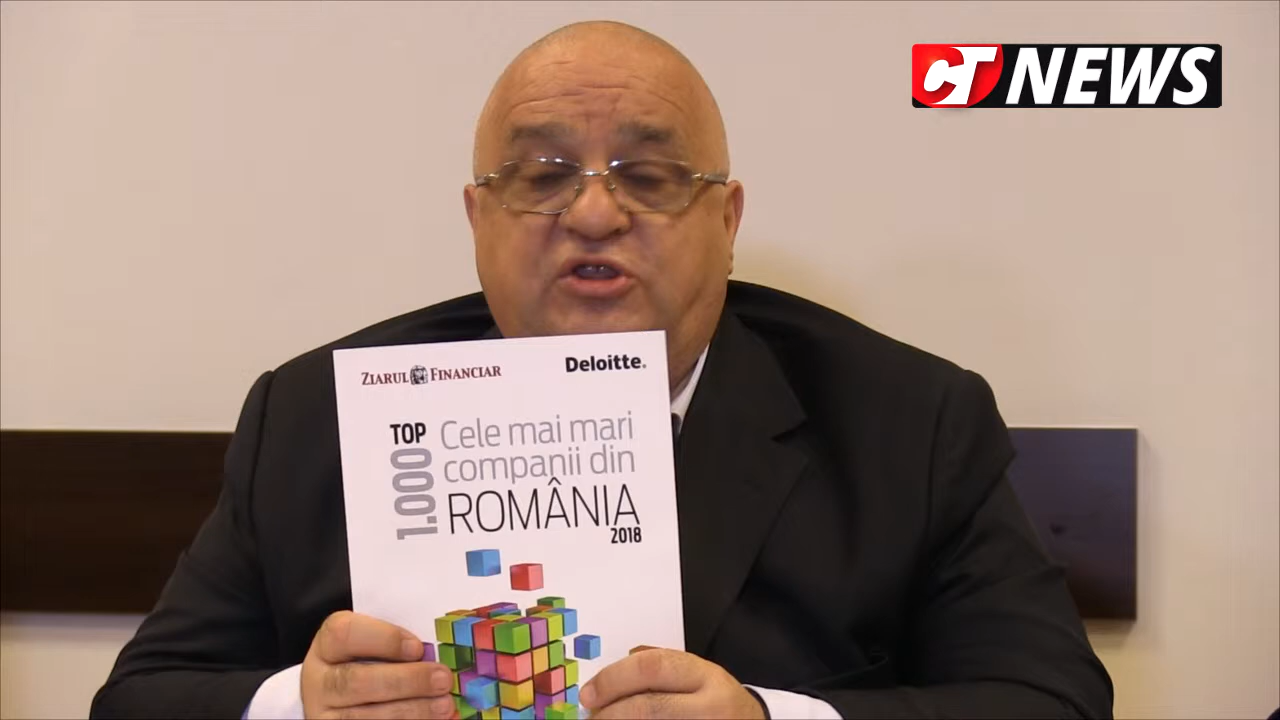 CT NEWS
ZIARUL FINANCIAR
Deloitte.
TOP
1.000
Cele mai mari
companii din
ROMÂNIA
2018